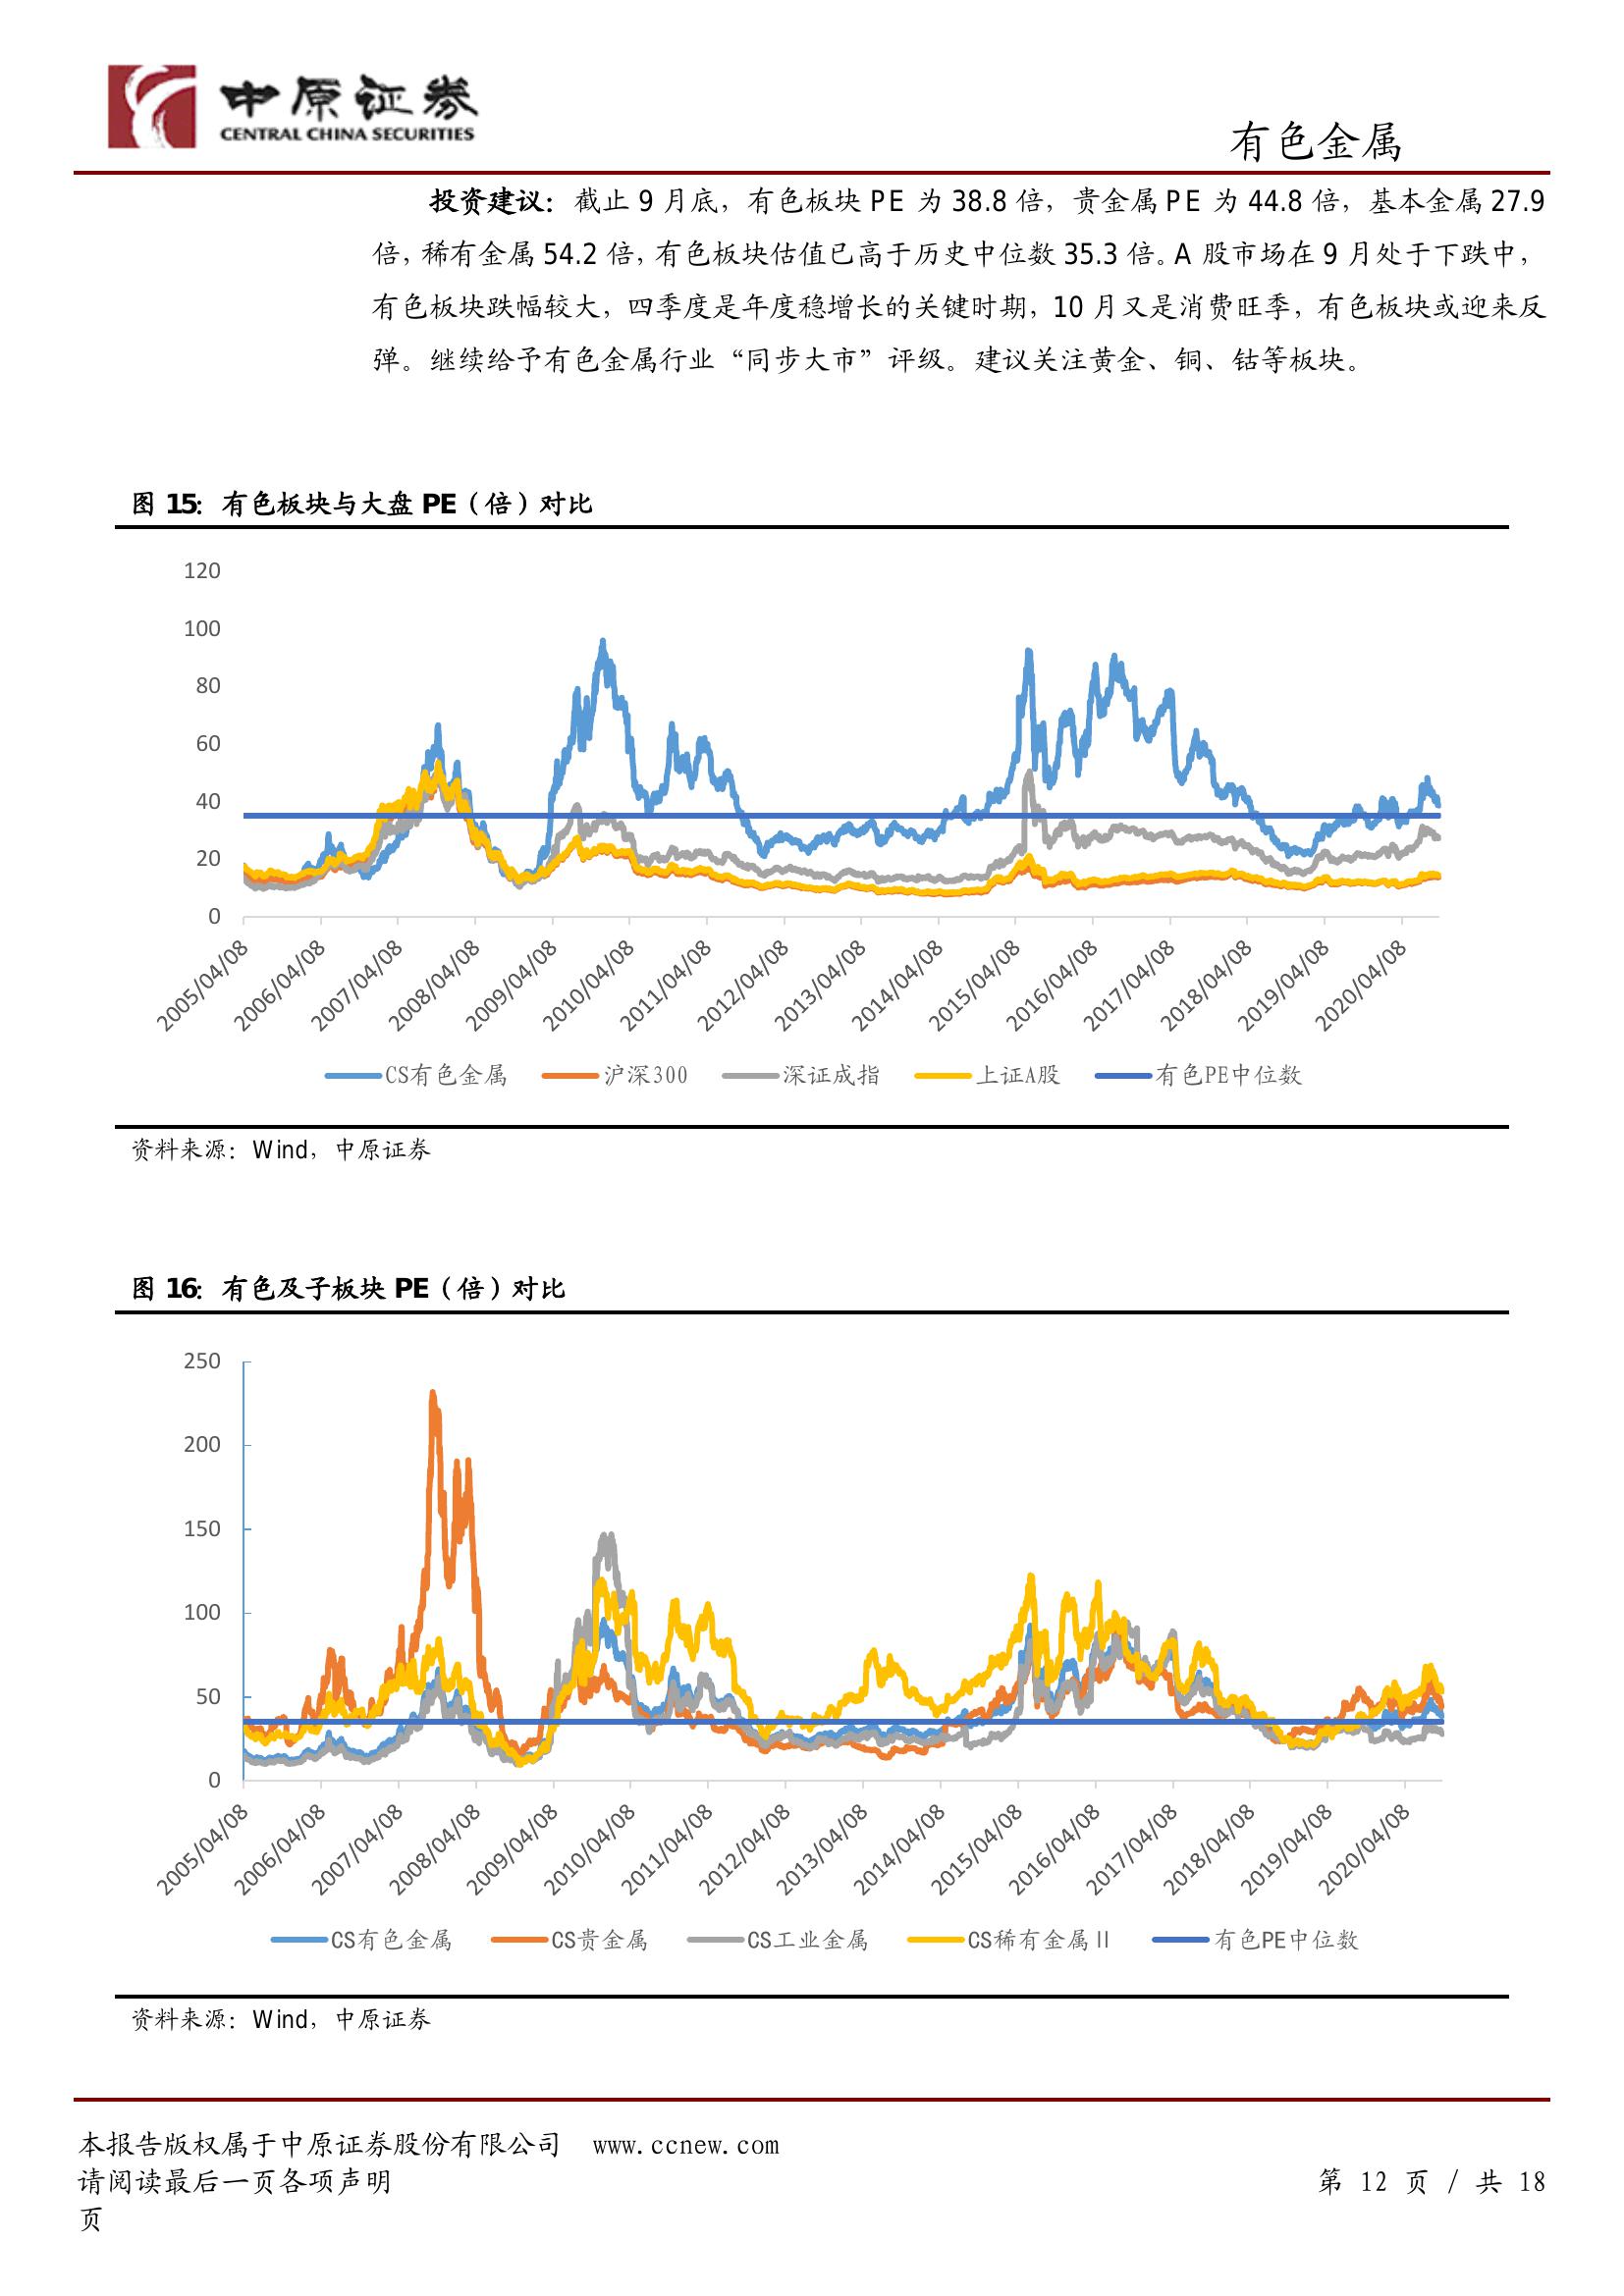 中原证券
CENTRAL CHINA SECURITIES
有色金属
投资建议：截止 9 月底，有色板块 PE 为 38.8 倍，贵金属 PE 为 44.8 倍，基本金属 27.9
倍，稀有金属 54.2 倍，有色板块估值已高于历史中位数 35.3 倍。A 股市场在 9 月处于下跌中，
有色板块跌幅较大，四季度是年度稳增长的关键时期，10 月又是消费旺季，有色板块或迎来反
弹。继续给予有色金属行业“同步大市”评级。建议关注黄金、铜、钴等板块。
图 15：有色板块与大盘 PE（倍）对比
120
100
80
60
40
20
0
2005/04/08
2006/04/08
2007/04/08
2008/04/08
2009/04/08
2010/04/08
2011/04/08
2012/04/08
2013/04/08
2014/04/08
2015/04/08
2016/04/08
2017/04/08
2018/04/08
2019/04/08
2020/04/08
CS有色金属 沪深300 深证成指 上证A股 有色PE中位数
资料来源：Wind，中原证券
图 16：有色及子板块 PE（倍）对比
250
200
150
100
50
0
2005/04/08
2006/04/08
2007/04/08
2008/04/08
2009/04/08
2010/04/08
2011/04/08
2012/04/08
2013/04/08
2014/04/08
2015/04/08
2016/04/08
2017/04/08
2018/04/08
2019/04/08
2020/04/08
CS有色金属 CS贵金属 CS工业金属 CS稀有金属Ⅱ 有色PE中位数
资料来源：Wind，中原证券
本报告版权属于中原证券股份有限公司 www.ccnew.com
请阅读最后一页各项声明 第 12 页 / 共 18
页